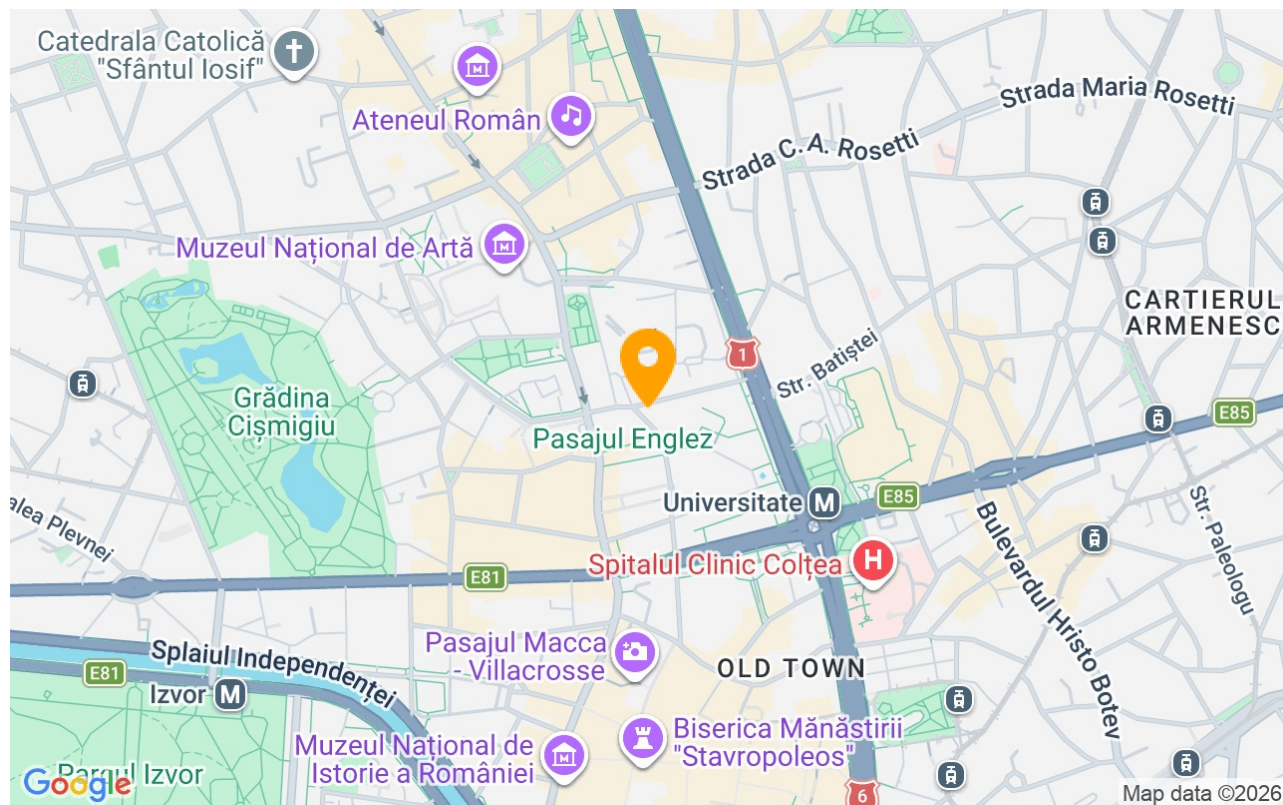 Catedrala Catolică
"Sfântul Iosif"
Ateneul Român
Strada Maria Rosetti
Strada C. A. Rosetti
Muzeul Național de Artă
CARTIERUL
ARMENESC
1
Str. Batiștei
Grădina
Cișmigiu
E85
Pasajul Englez
Universitate M
E85
alea Plevnei
Bulevardul Hristo Botev
Str. Paleologu
E81
Spitalul Clinic Colțea H
Splaiul Independenței
Pasajul Macca
- Villacrosse
OLD TOWN
E81
Izvor M
Biserica Mănăstirii
"Stavropoleos"
Muzeul Național de
Istorie a României
Parcul Izvor
Google
6
Map data ©2026